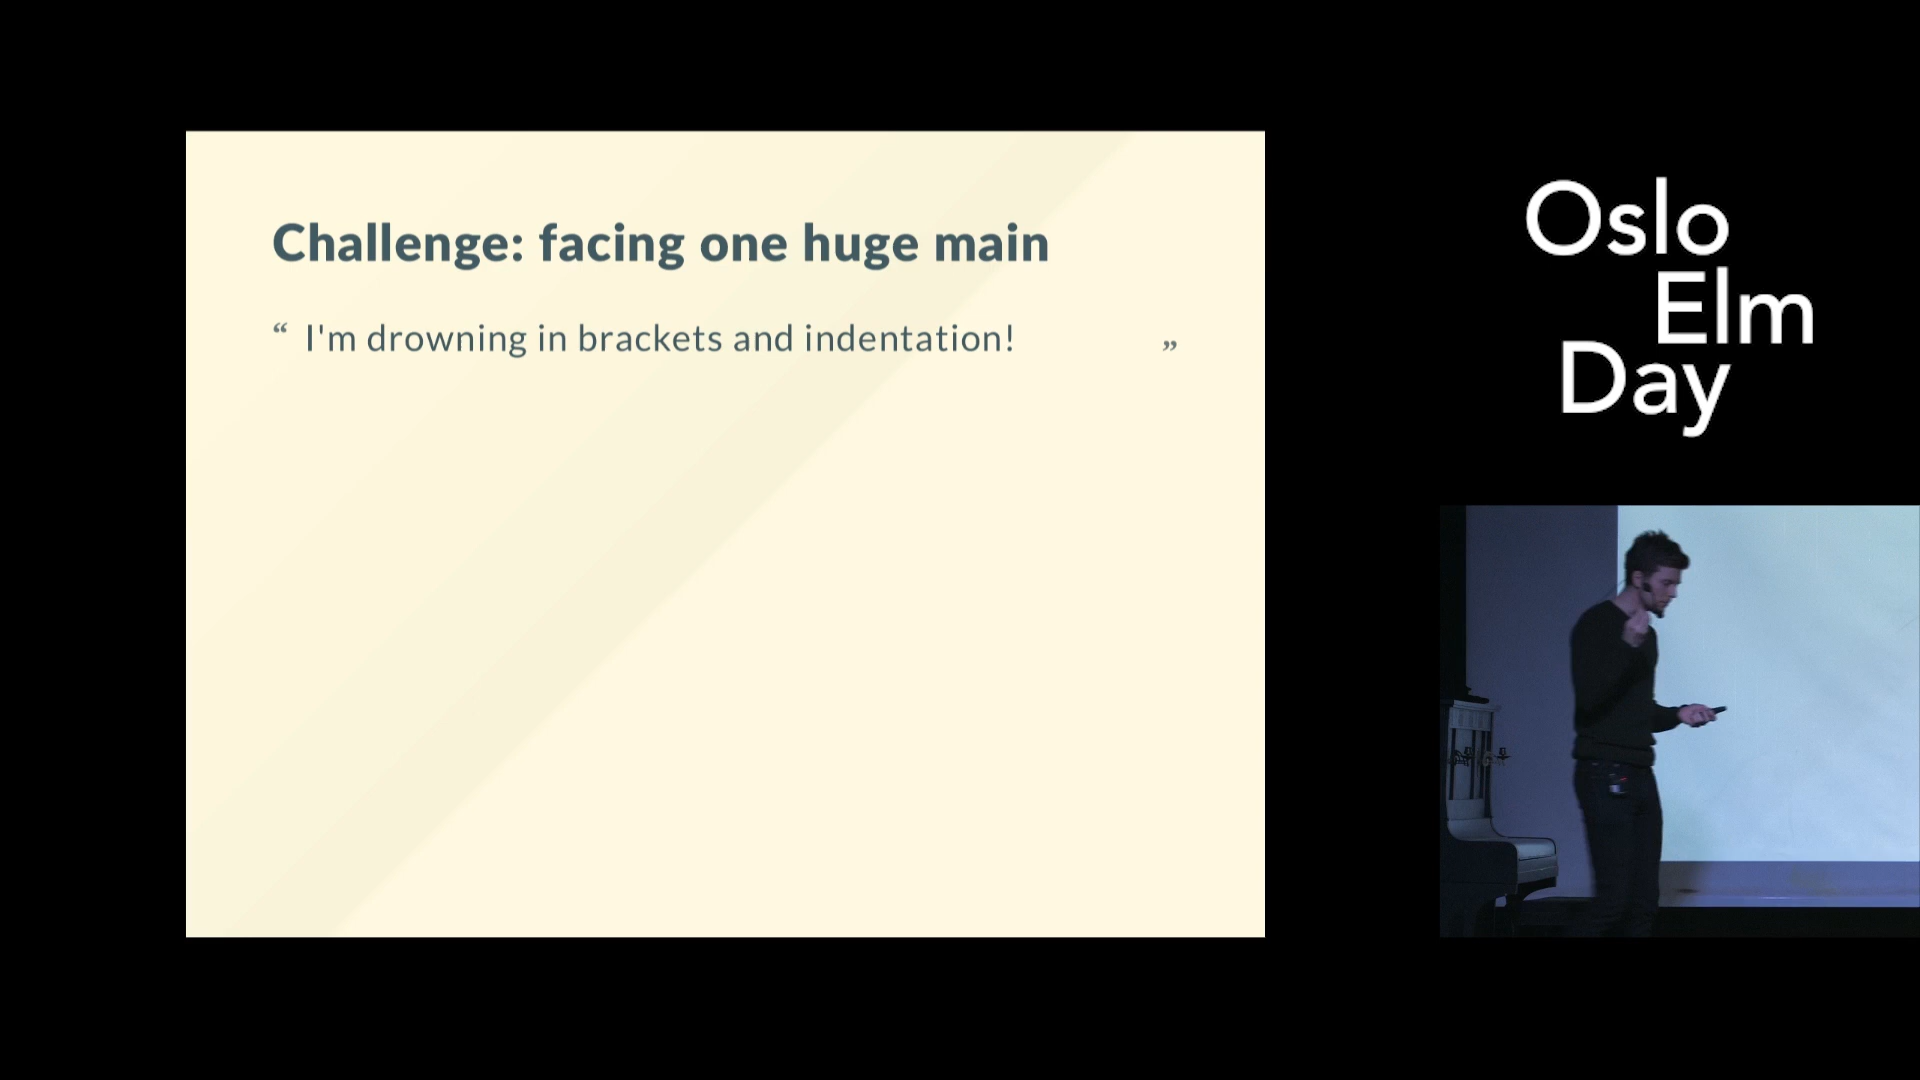 Challenge: facing one huge main
“ I'm drowning in brackets and indentation! ”
Oslo
Elm
Day